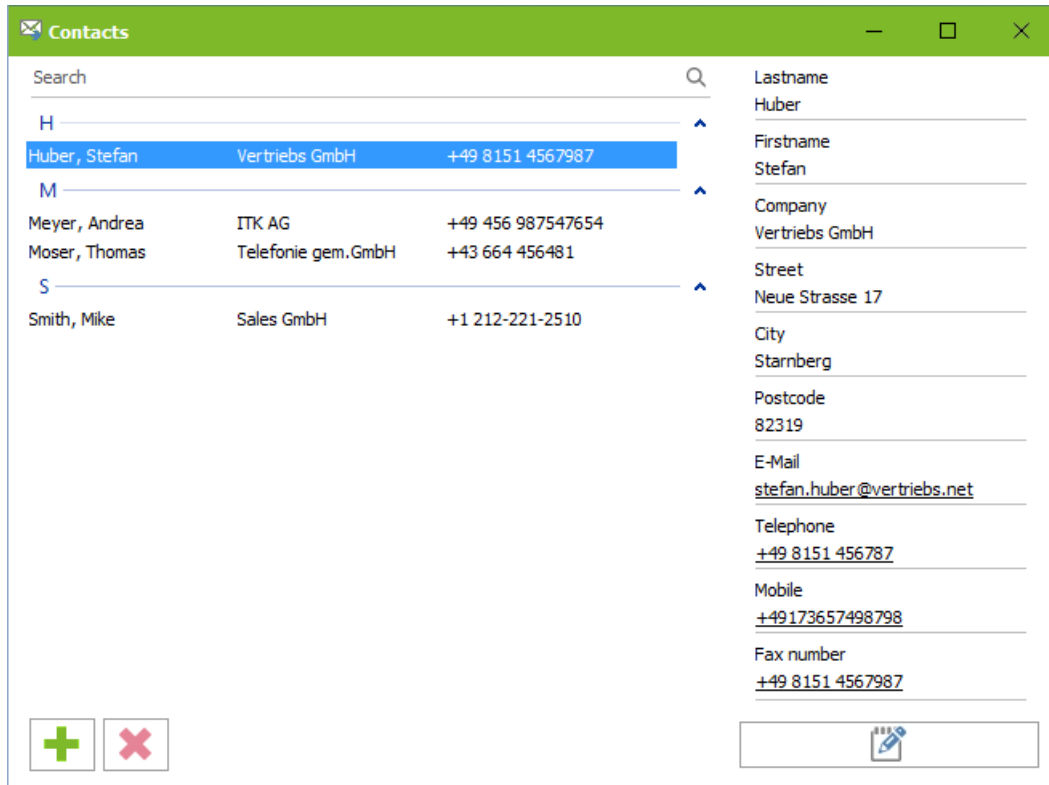 Contacts
Search
H
Huber, Stefan Vertriebs GmbH +49 8151 4567987
M
Meyer, Andrea ITK AG +49 456 987547654
Moser, Thomas Telefonie gem.GmbH +43 664 456481
S
Smith, Mike Sales GmbH +1 212-221-2510
Lastname
Huber
Firstname
Stefan
Company
Vertriebs GmbH
Street
Neue Strasse 17
City
Starnberg
Postcode
82319
E-Mail
stefan.huber@vertriebs.net
Telephone
+49 8151 456787
Mobile
+49173657498798
Fax number
+49 8151 4567987